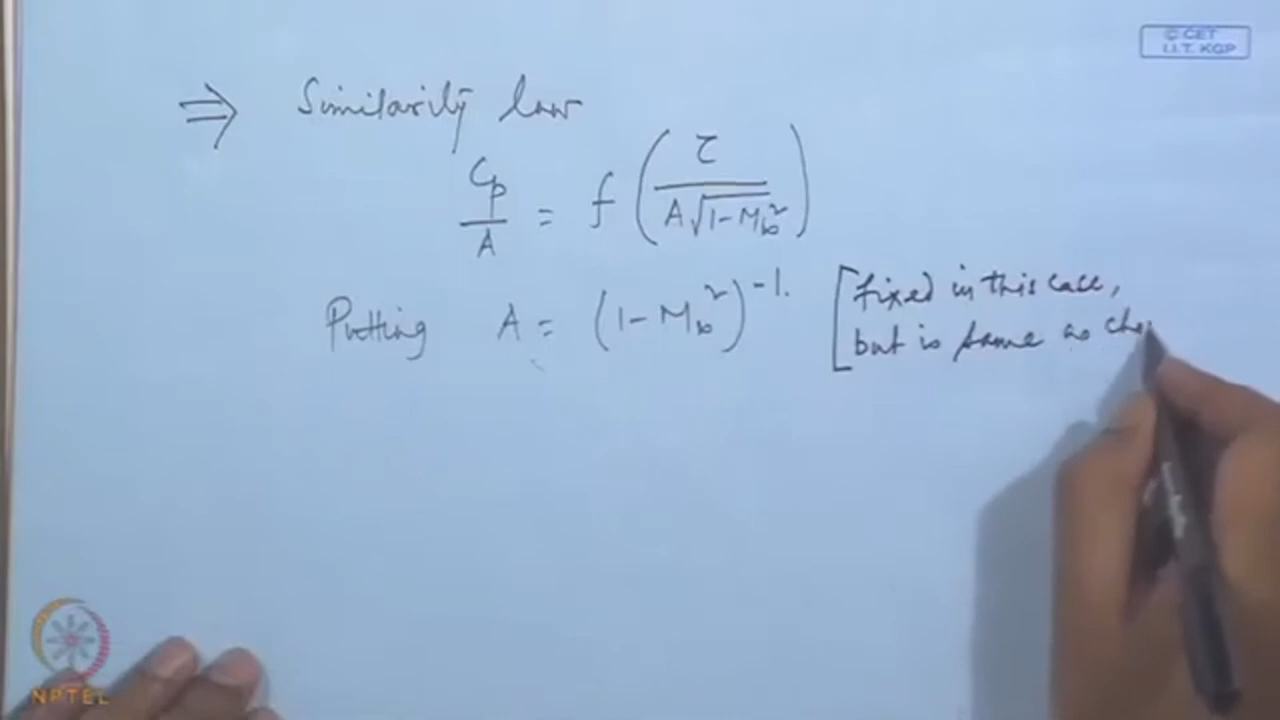 © CET
I.I.T. KGP
⇒ Similarity law
Cp/A = f(τ/(A√(1-M∞²)))
Putting A = (1-M∞²)^-1. [fixed in this case,
but is same as
NPTEL